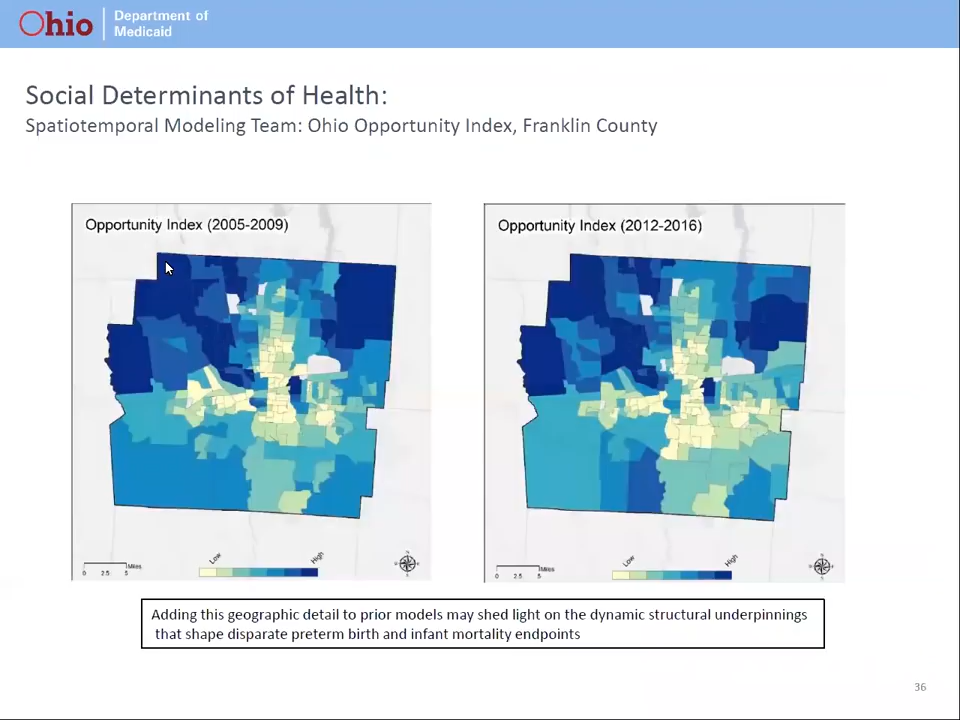 Ohio
Department of
Medicaid
Social Determinants of Health:
Spatiotemporal Modeling Team: Ohio Opportunity Index, Franklin County
Opportunity Index (2005-2009)
Low
High
Miles
0 2.5 5
Opportunity Index (2012-2016)
Low
High
Miles
0 2.5 5
Adding this geographic detail to prior models may shed light on the dynamic structural underpinnings
that shape disparate preterm birth and infant mortality endpoints
36